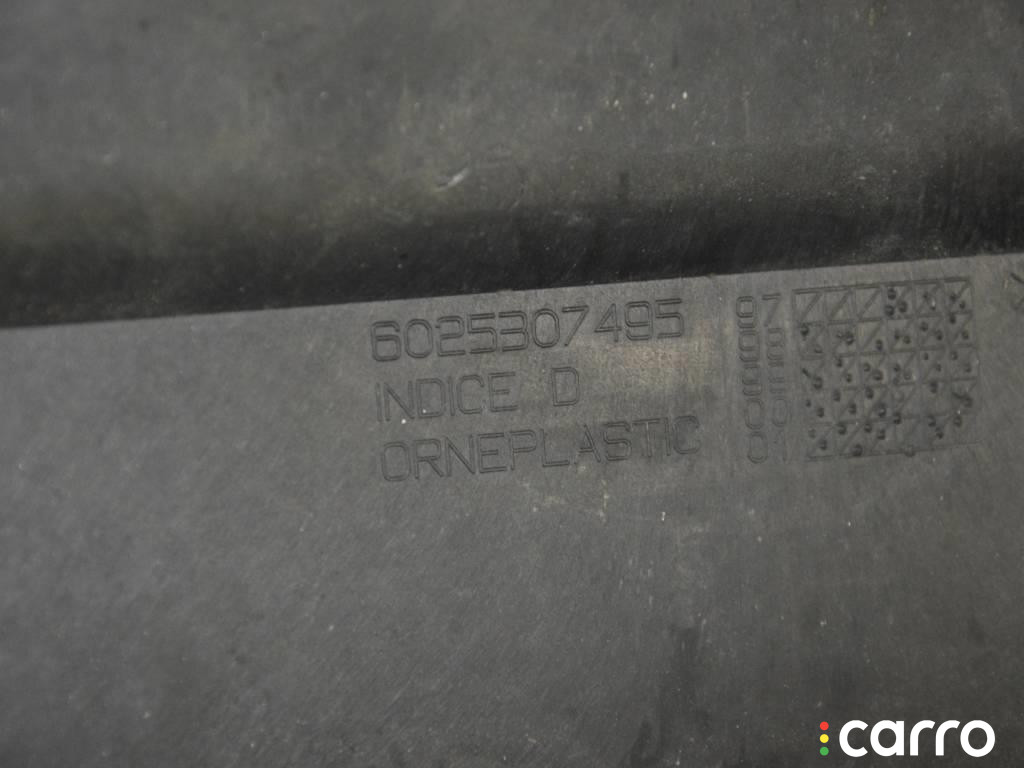 6025307495
INDICE D
ORNEPLASTIC
97
98
99
00
01
carro